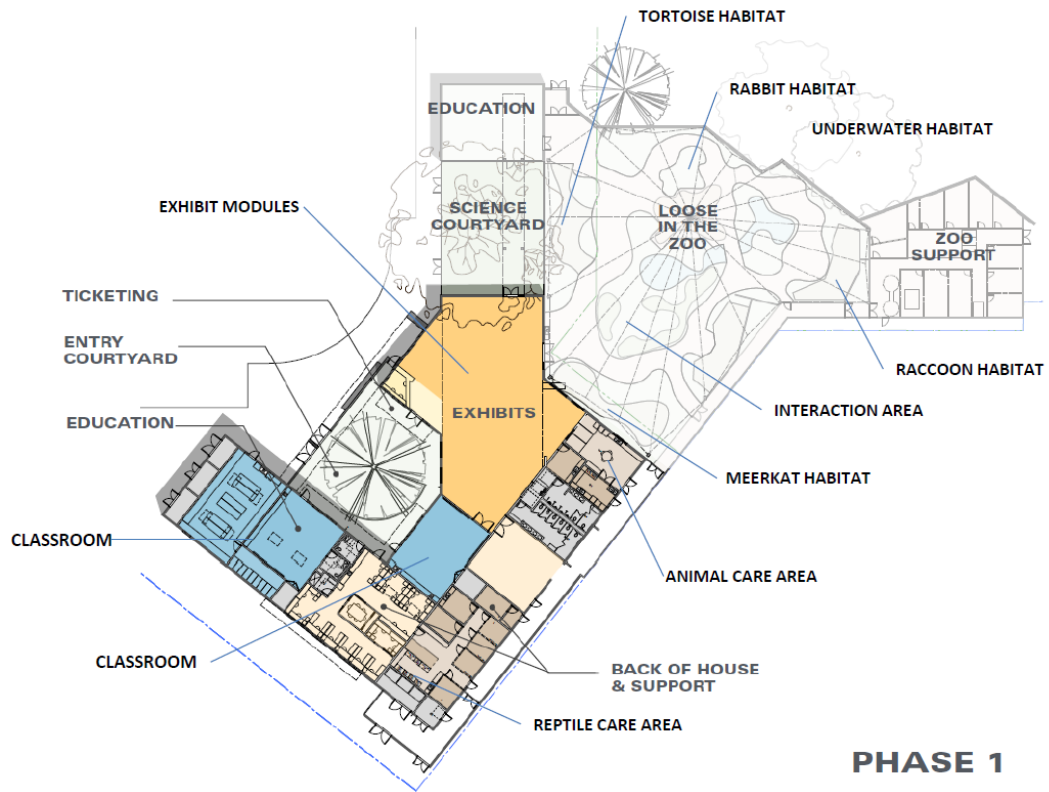 TORTOISE HABITAT
RABBIT HABITAT
EDUCATION
UNDERWATER HABITAT
EXHIBIT MODULES
SCIENCE
COURTYARD
LOOSE
IN THE
ZOO
ZOO
SUPPORT
TICKETING
ENTRY
COURTYARD
RACCOON HABITAT
EXHIBITS
INTERACTION AREA
EDUCATION
MEERKAT HABITAT
CLASSROOM
ANIMAL CARE AREA
CLASSROOM
BACK OF HOUSE
& SUPPORT
REPTILE CARE AREA
PHASE 1